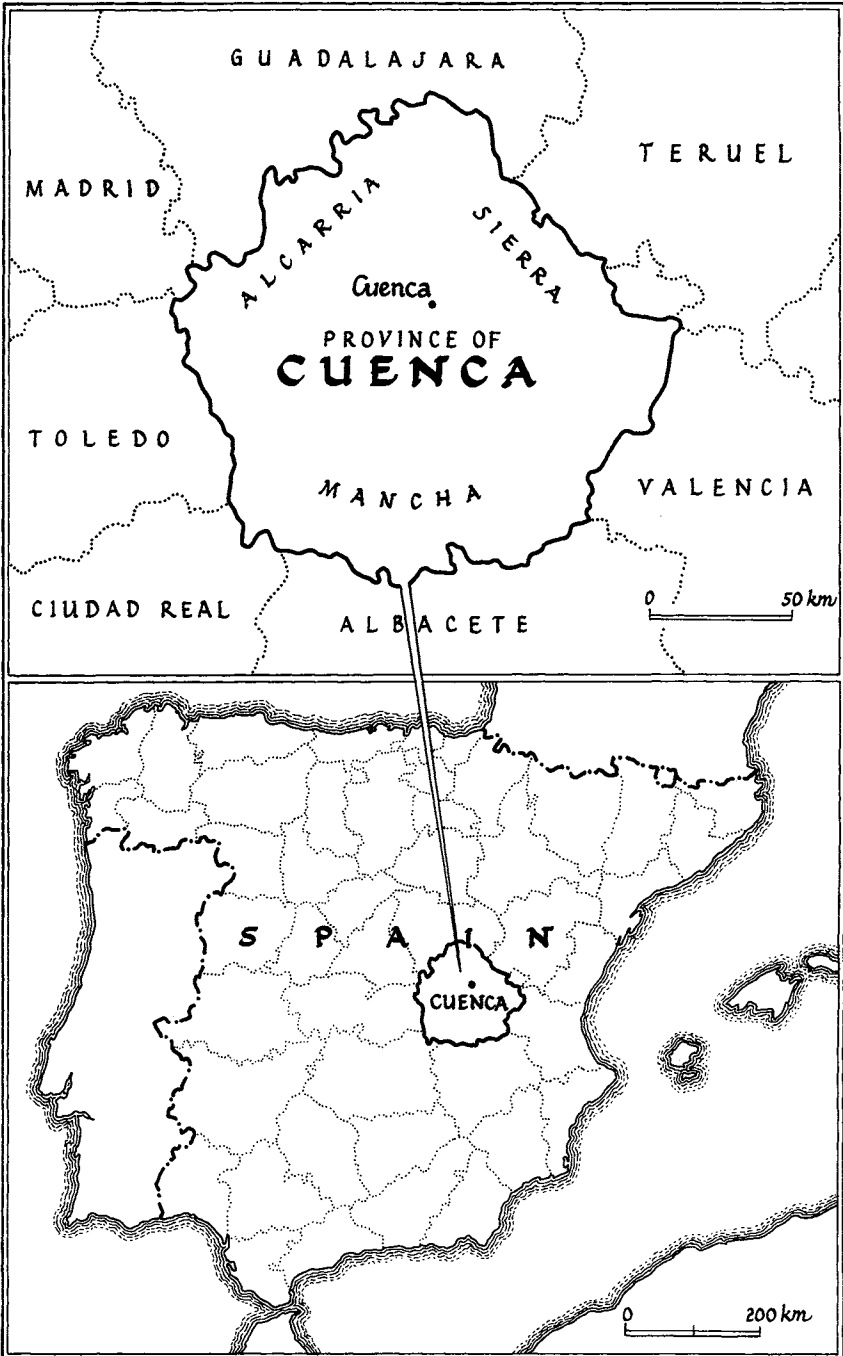 GUADALAJARA
TERUEL
MADRID
ALCARRIA
SIERRA
Cuenca
PROVINCE OF
CUENCA
TOLEDO
MANCHA
VALENCIA
CIUDAD REAL
ALBACETE
0 50 km
SPAIN
CUENCA
0 200 km